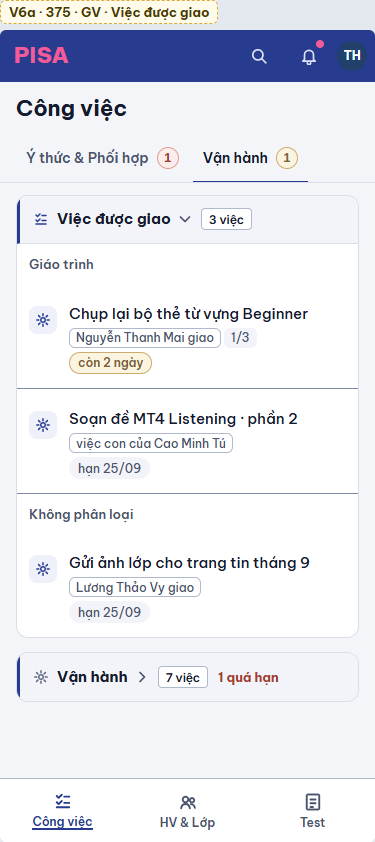 V6a · 375 · GV · Việc được giao
PISA
TH
Công việc
Ý thức & Phối hợp 1
Vận hành 1
Việc được giao 3 việc
Giáo trình
Chụp lại bộ thẻ từ vựng Beginner
Nguyễn Thanh Mai giao 1/3
còn 2 ngày
Soạn đề MT4 Listening · phần 2
việc con của Cao Minh Tú
hạn 25/09
Không phân loại
Gửi ảnh lớp cho trang tin tháng 9
Lương Thảo Vy giao
hạn 25/09
Vận hành 7 việc 1 quá hạn
Công việc
HV & Lớp
Test